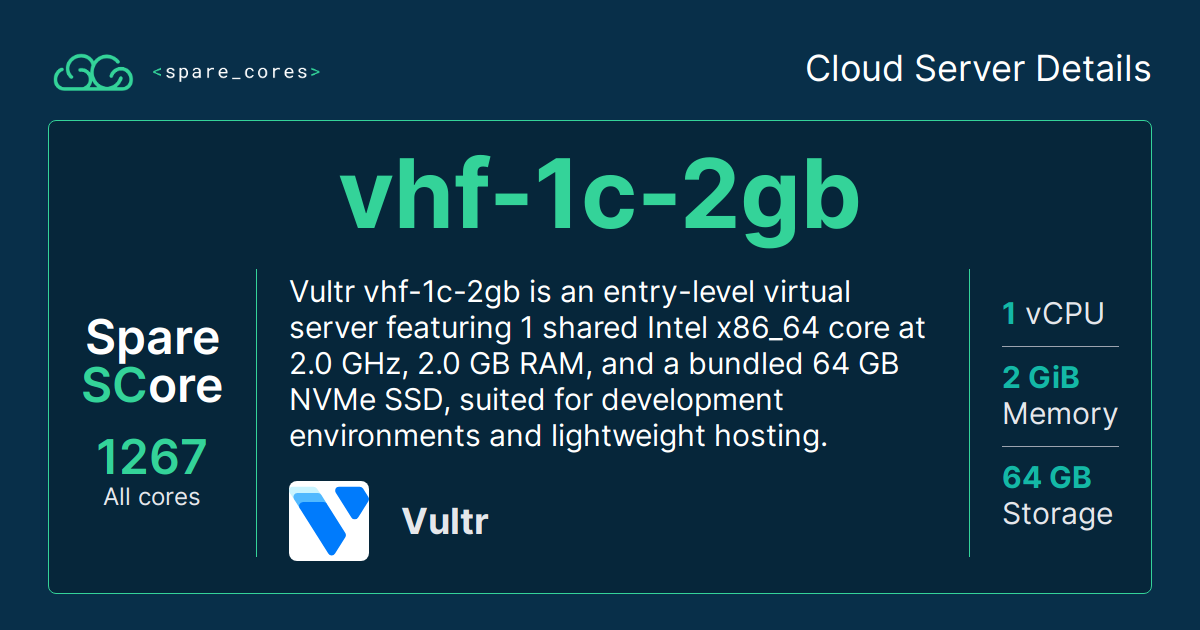 <spare_cores>
Cloud Server Details
vhf-1c-2gb
Spare
SCore
1267
All cores
Vultr vhf-1c-2gb is an entry-level virtual
server featuring 1 shared Intel x86_64 core at
2.0 GHz, 2.0 GB RAM, and a bundled 64 GB
NVMe SSD, suited for development
environments and lightweight hosting.
Vultr
1 vCPU
2 GiB
Memory
64 GB
Storage